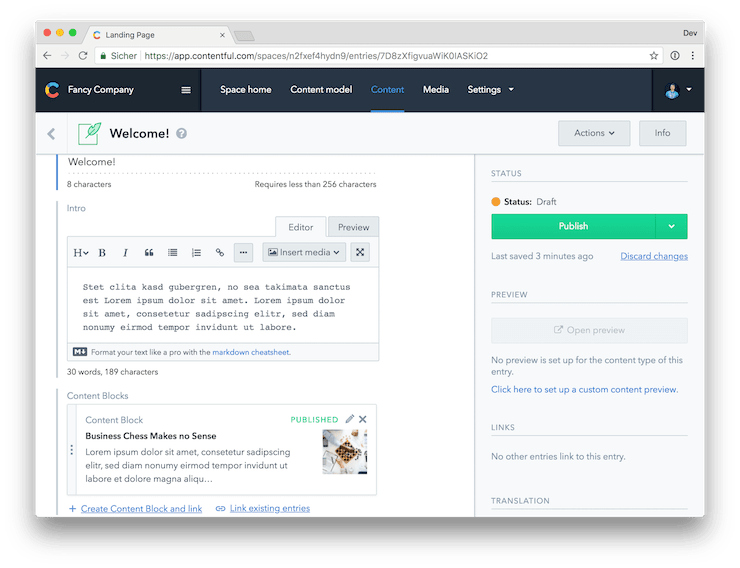 Landing Page
Dev
Sicher
https://app.contentful.com/spaces/n2fxef4hydn9/entries/7D8zXfigvuaWiK0IASKiO2
Fancy Company
Space home
Content model
Content
Media
Settings
Welcome!
?
Actions
Info
Welcome!
8 characters
Requires less than 256 characters
Intro
Editor
Preview
H
B
I
Insert media
Stet clita kasd gubergren, no sea takimata sanctus
est Lorem ipsum dolor sit amet. Lorem ipsum dolor
sit amet, consetetur sadipscing elitr, sed diam
nonumy eirmod tempor invidunt ut labore.
M
Format your text like a pro with the markdown cheatsheet.
30 words, 189 characters
Content Blocks
Content Block
PUBLISHED
Business Chess Makes no Sense
Lorem ipsum dolor sit amet, consetetur sadipscing
elitr, sed diam nonumy eirmod tempor invidunt ut
labore et dolore magna aliqu…
+ Create Content Block and link
Link existing entries
STATUS
Status: Draft
Publish
Last saved 3 minutes ago
Discard changes
PREVIEW
Open preview
No preview is set up for the content type of this
entry.
Click here to set up a custom content preview.
LINKS
No other entries link to this entry.
TRANSLATION